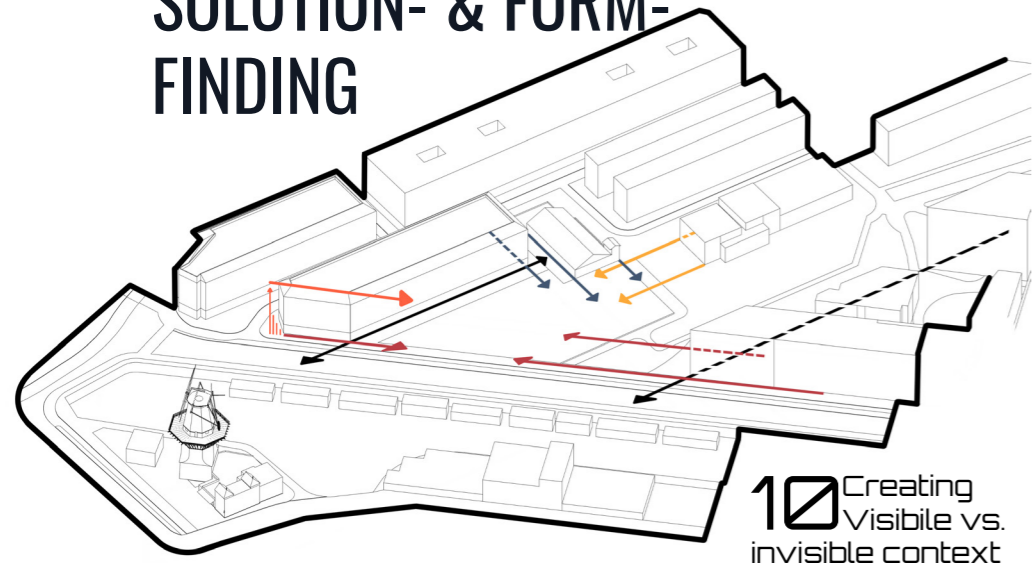 SOLUTION- & FORM-
FINDING
10 Creating
Visibile vs.
invisible context